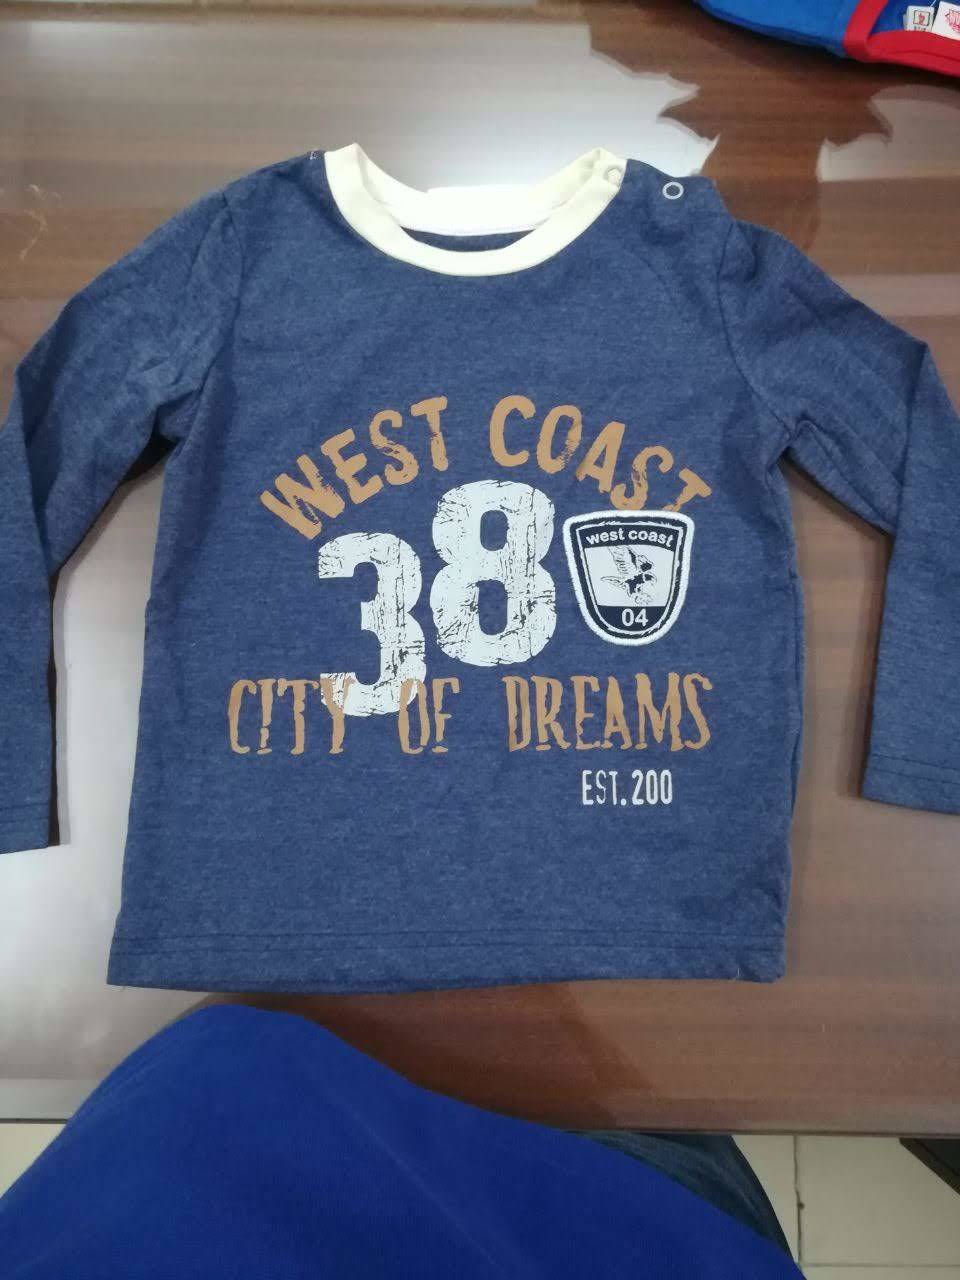 WEST COAST
38
west coast
04
CITY OF DREAMS
EST. 200